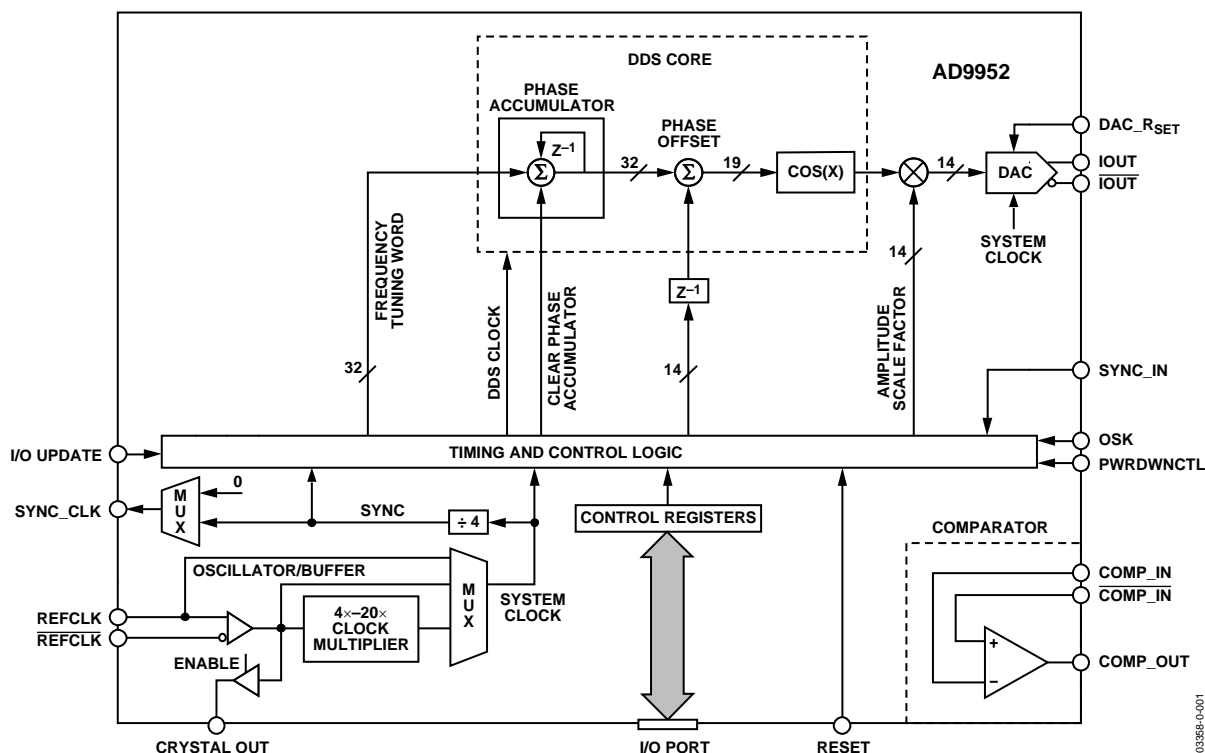 DDS CORE
AD9952
PHASE
ACCUMULATOR
PHASE
OFFSET
Z–1
Σ
32
Σ
19
COS(X)
14
DAC
DAC_RSET
IOUT
IOUT
SYSTEM
CLOCK
FREQUENCY
TUNING WORD
32
DDS CLOCK
CLEAR PHASE
ACCUMULATOR
Z–1
14
AMPLITUDE
SCALE FACTOR
14
SYNC_IN
I/O UPDATE
TIMING AND CONTROL LOGIC
OSK
PWRDWNCTL
SYNC_CLK
MUX
0
SYNC
÷ 4
CONTROL REGISTERS
OSCILLATOR/BUFFER
REFCLK
REFCLK
4×–20×
CLOCK
MULTIPLIER
MUX
SYSTEM
CLOCK
ENABLE
COMPARATOR
COMP_IN
COMP_IN
+
–
COMP_OUT
CRYSTAL OUT
I/O PORT
RESET
03358-0-001